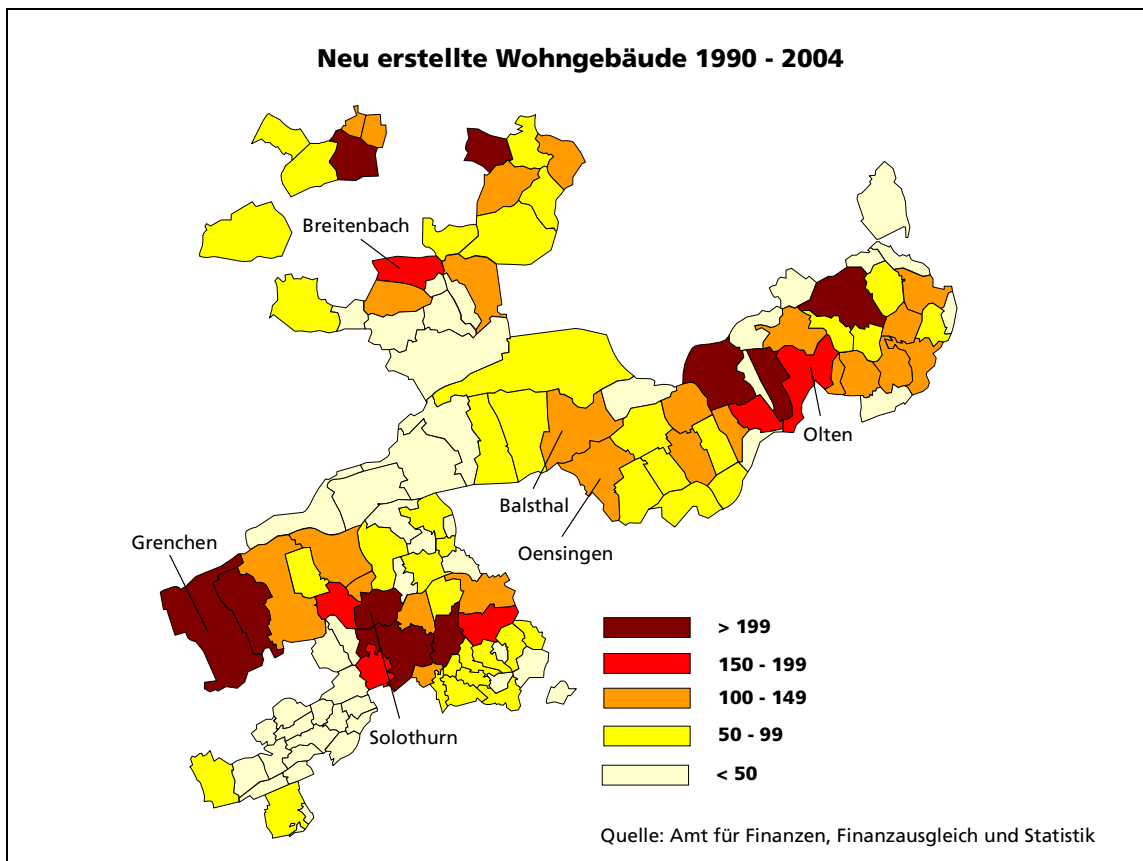 Neu erstellte Wohngebäude 1990 - 2004
Breitenbach
Olten
Balsthal
Oensingen
Grenchen
Solothurn
> 199
150 - 199
100 - 149
50 - 99
< 50
Quelle: Amt für Finanzen, Finanzausgleich und Statistik